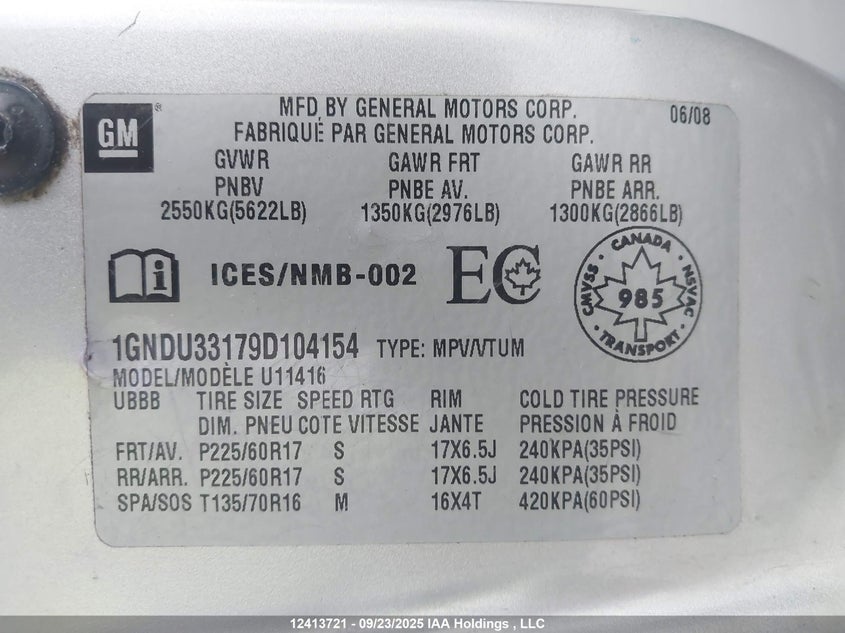 GM
MFD BY GENERAL MOTORS CORP. 06/08
FABRIQUÉ PAR GENERAL MOTORS CORP.
GVWR GAWR FRT GAWR RR
PNBV PNBE AV. PNBE ARR.
2550KG(5622LB) 1350KG(2976LB) 1300KG(2866LB)
ICES/NMB-002 EC
CANADA
CMVSS 985 NSVAC
TRANSPORT
1GNDU33179D104154 TYPE: MPV/VTUM
MODEL/MODÈLE U11416
UBBB TIRE SIZE SPEED RTG RIM COLD TIRE PRESSURE
DIM. PNEU COTE VITESSE JANTE PRESSION À FROID
FRT/AV. P225/60R17 S 17X6.5J 240KPA(35PSI)
RR/ARR. P225/60R17 S 17X6.5J 240KPA(35PSI)
SPA/SOS T135/70R16 M 16X4T 420KPA(60PSI)
12413721 - 09/23/2025 IAA Holdings , LLC